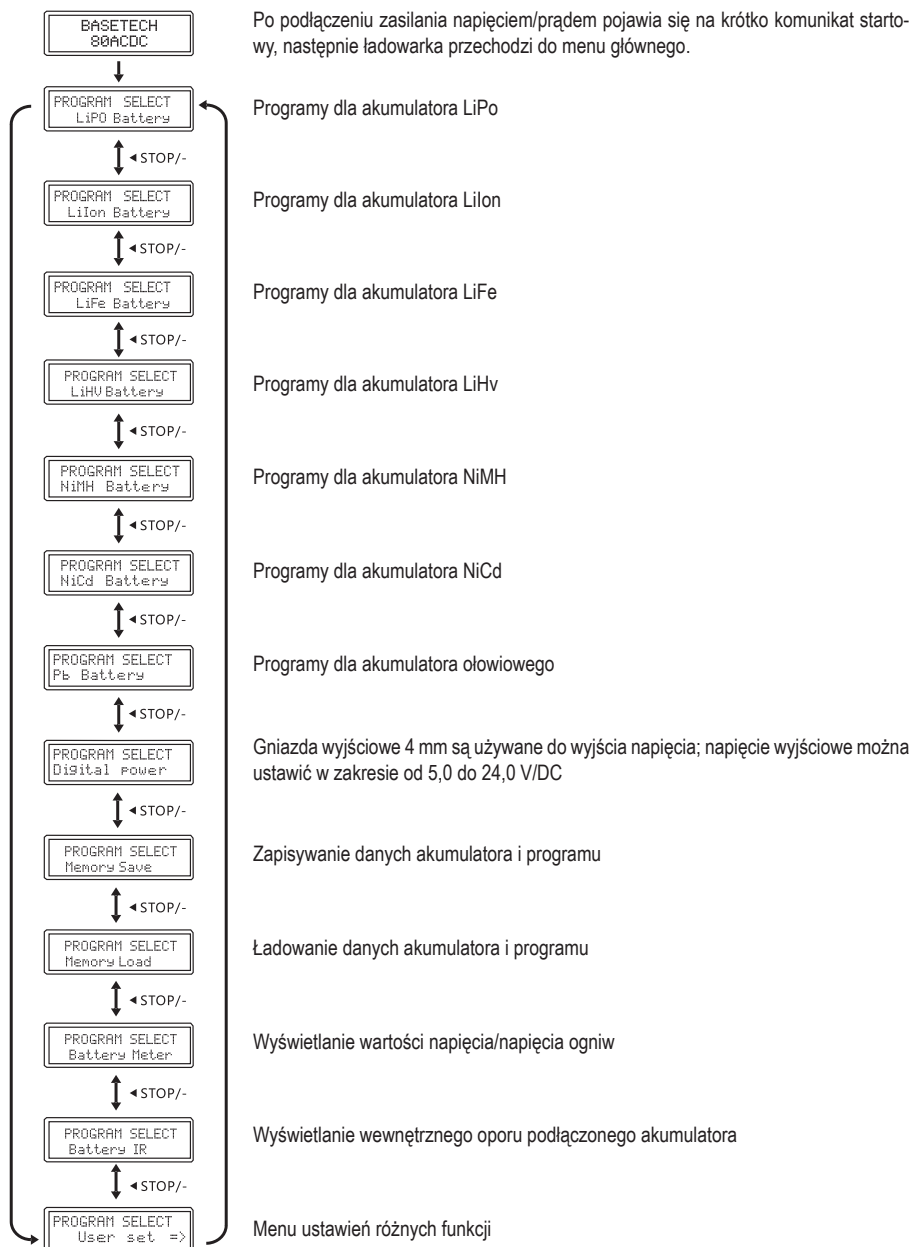 BASETECH
80ACDC
Po podłączeniu zasilania napięciem/prądem pojawia się na krótko komunikat starto-
wy, następnie ładowarka przechodzi do menu głównego.
PROGRAM SELECT
LiPO Battery
Programy dla akumulatora LiPo
◄ STOP/-
PROGRAM SELECT
LiIon Battery
Programy dla akumulatora LiIon
◄ STOP/-
PROGRAM SELECT
LiFe Battery
Programy dla akumulatora LiFe
◄ STOP/-
PROGRAM SELECT
LiHV Battery
Programy dla akumulatora LiHv
◄ STOP/-
PROGRAM SELECT
NiMH Battery
Programy dla akumulatora NiMH
◄ STOP/-
PROGRAM SELECT
NiCd Battery
Programy dla akumulatora NiCd
◄ STOP/-
PROGRAM SELECT
Pb Battery
Programy dla akumulatora ołowiowego
◄ STOP/-
PROGRAM SELECT
Digital power
Gniazda wyjściowe 4 mm są używane do wyjścia napięcia; napięcie wyjściowe można
ustawić w zakresie od 5,0 do 24,0 V/DC
◄ STOP/-
PROGRAM SELECT
Memory Save
Zapisywanie danych akumulatora i programu
◄ STOP/-
PROGRAM SELECT
Memory Load
Ładowanie danych akumulatora i programu
◄ STOP/-
PROGRAM SELECT
Battery Meter
Wyświetlanie wartości napięcia/napięcia ogniw
◄ STOP/-
PROGRAM SELECT
Battery IR
Wyświetlanie wewnętrznego oporu podłączonego akumulatora
◄ STOP/-
PROGRAM SELECT
User set =>
Menu ustawień różnych funkcji